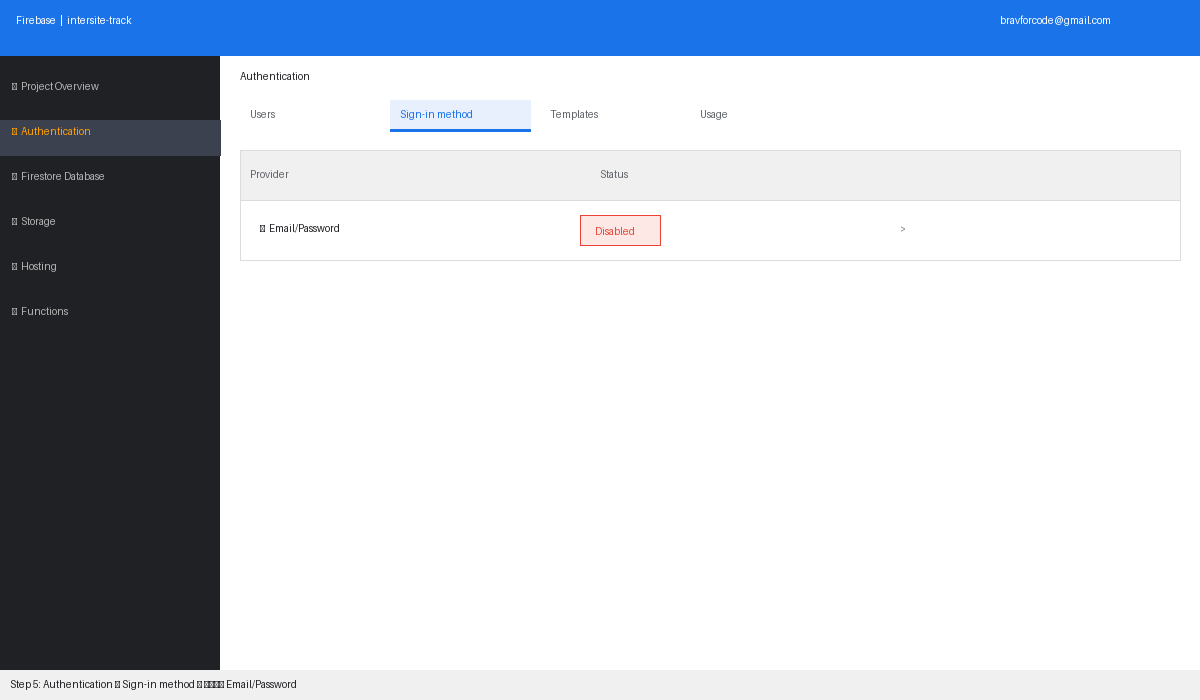 Firebase | intersite-track
bravforcode@gmail.com
Project Overview
Authentication
Firestore Database
Storage
Hosting
Functions
Authentication
Users
Sign-in method
Templates
Usage
Provider
Status
Email/Password
Disabled
>
Step 5: Authentication Sign-in method Email/Password